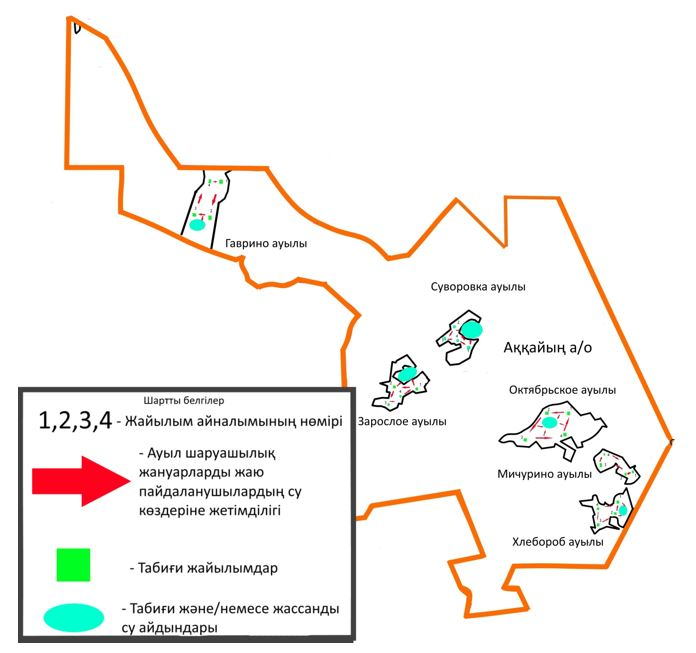 Гаврино ауылы
Суворовка ауылы
Аққайың а/о
Октябрьское ауылы
Зарослое ауылы
Мичурино ауылы
Хлебороб ауылы
Шартты белгілер
1,2,3,4 - Жайылым айналымының нөмірі
- Ауыл шаруашылық
жануарларды жаю
пайдаланушылардың су
көздеріне жетімділігі
- Табиғи жайылымдар
- Табиғи және/немесе жассанды
су айдындары